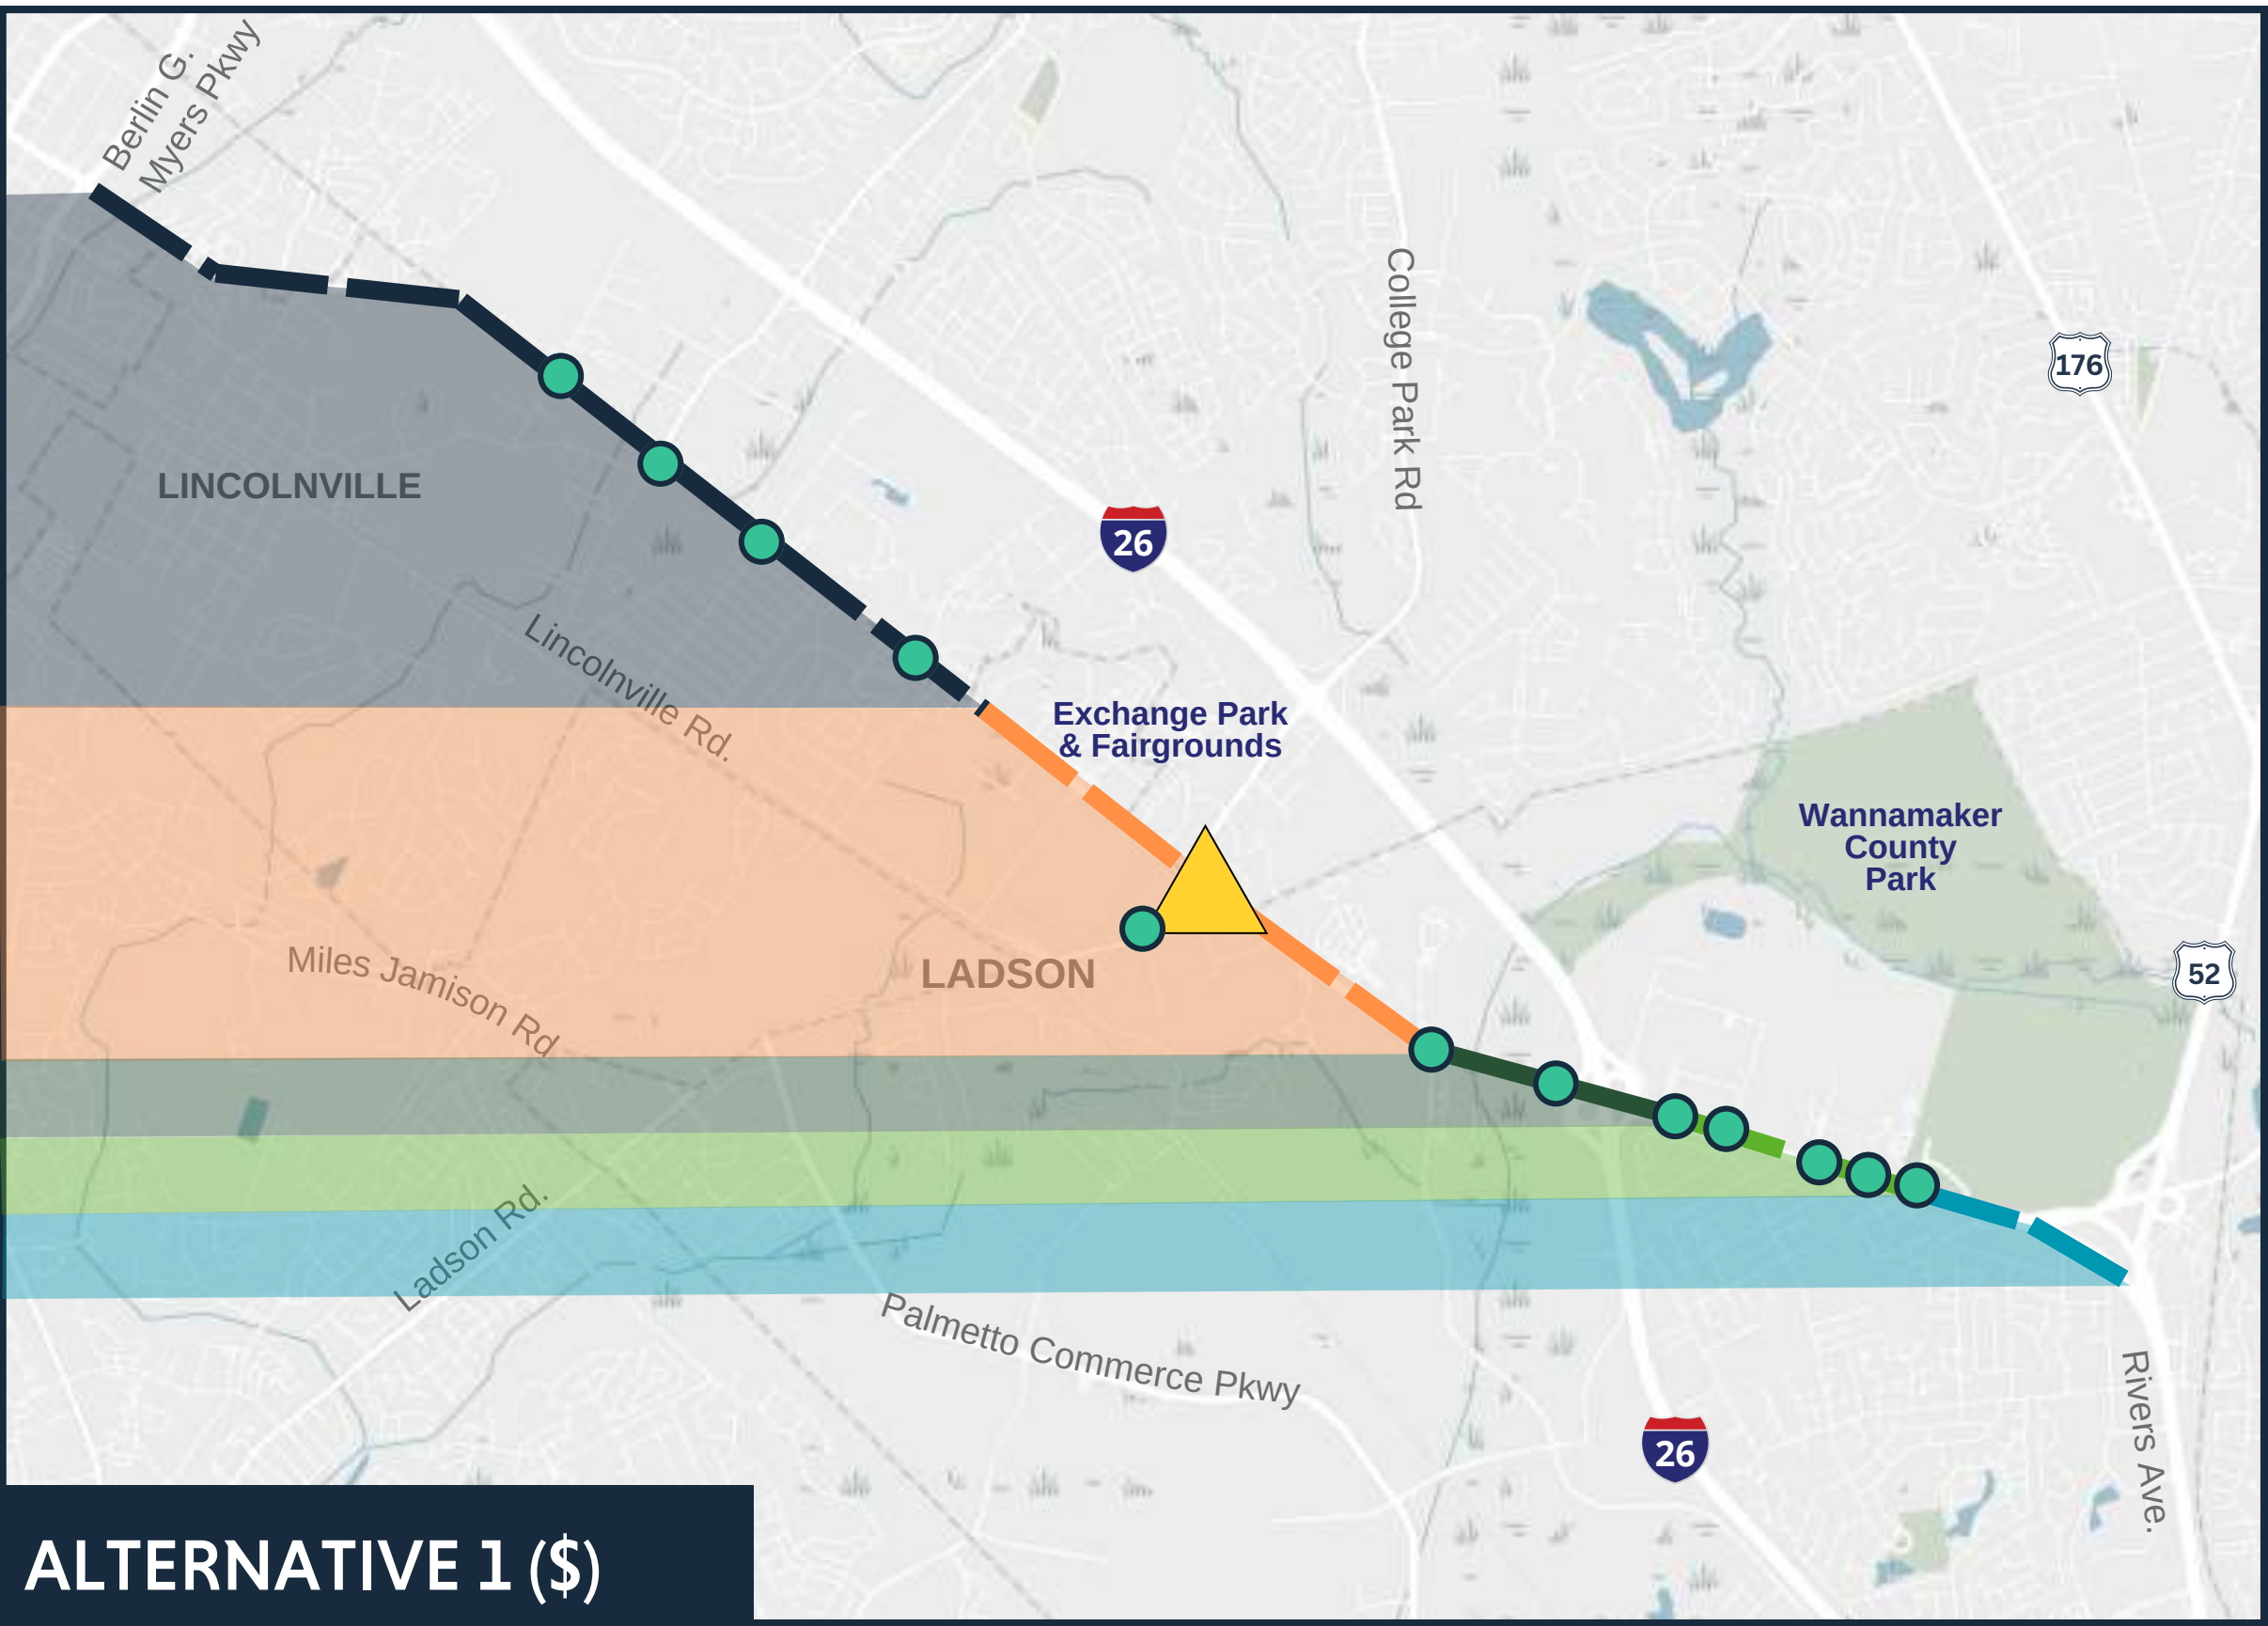 Berlin G.
Myers Pkwy
College Park Rd
176
LINCOLNVILLE
26
Lincolnville Rd.
Exchange Park
& Fairgrounds
Wannamaker
County
Park
Miles Jamison Rd
LADSON
52
Ladson Rd.
Palmetto Commerce Pkwy
Rivers Ave.
26
ALTERNATIVE 1 ($)